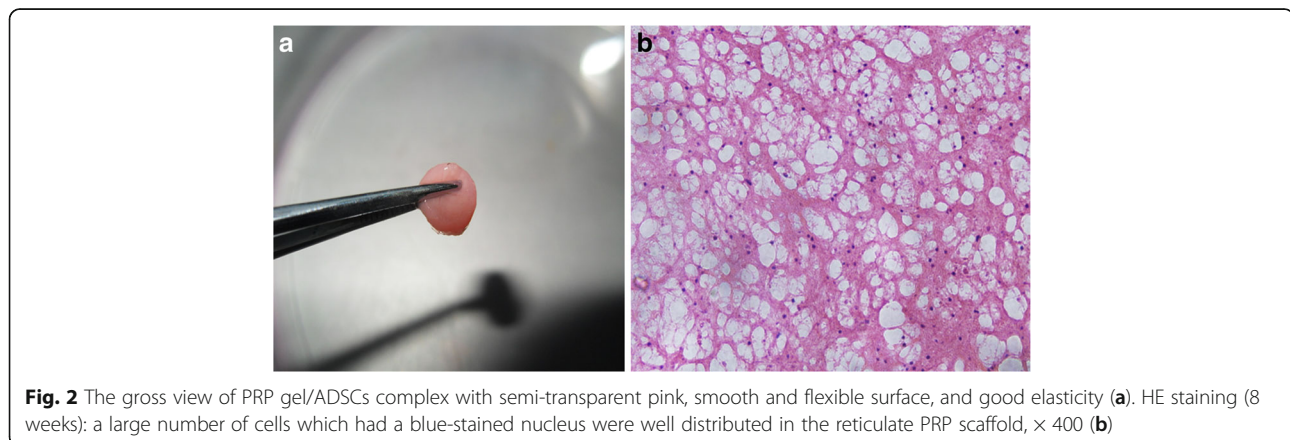 a
b
Fig. 2 The gross view of PRP gel/ADSCs complex with semi-transparent pink, smooth and flexible surface, and good elasticity (a). HE staining (8
weeks): a large number of cells which had a blue-stained nucleus were well distributed in the reticulate PRP scaffold, × 400 (b)